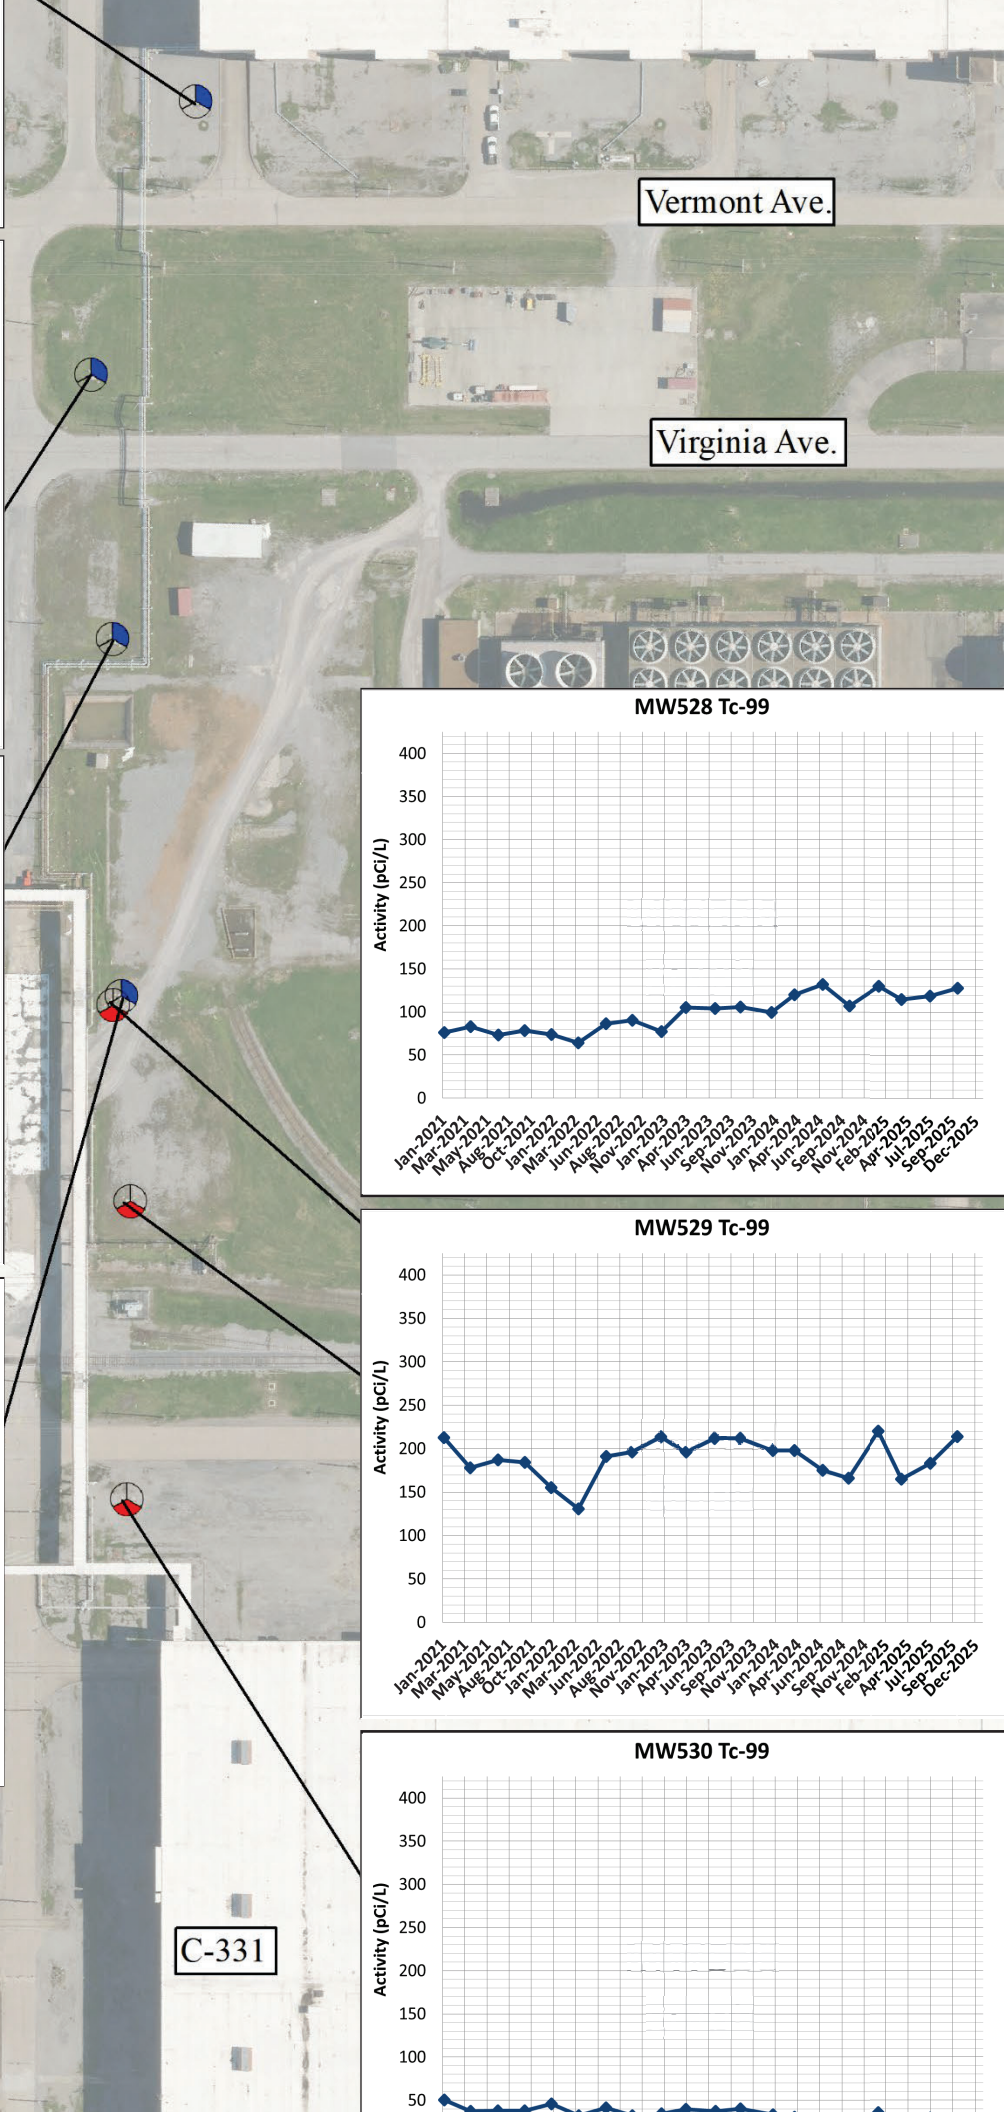 Vermont Ave.
Virginia Ave.
MW528 Tc-99
Activity (pCi/L)
400
350
300
250
200
150
100
50
0
Jan-2021
Mar-2021
May-2021
Aug-2021
Oct-2021
Jan-2022
Mar-2022
Jun-2022
Aug-2022
Nov-2022
Jan-2023
Apr-2023
Jun-2023
Sep-2023
Nov-2023
Jan-2024
Apr-2024
Jun-2024
Sep-2024
Nov-2024
Feb-2025
Apr-2025
Jul-2025
Sep-2025
Dec-2025
MW529 Tc-99
Activity (pCi/L)
400
350
300
250
200
150
100
50
0
Jan-2021
Mar-2021
May-2021
Aug-2021
Oct-2021
Jan-2022
Mar-2022
Jun-2022
Aug-2022
Nov-2022
Jan-2023
Apr-2023
Jun-2023
Sep-2023
Nov-2023
Jan-2024
Apr-2024
Jun-2024
Sep-2024
Nov-2024
Feb-2025
Apr-2025
Jul-2025
Sep-2025
Dec-2025
MW530 Tc-99
Activity (pCi/L)
400
350
300
250
200
150
100
50
C-331